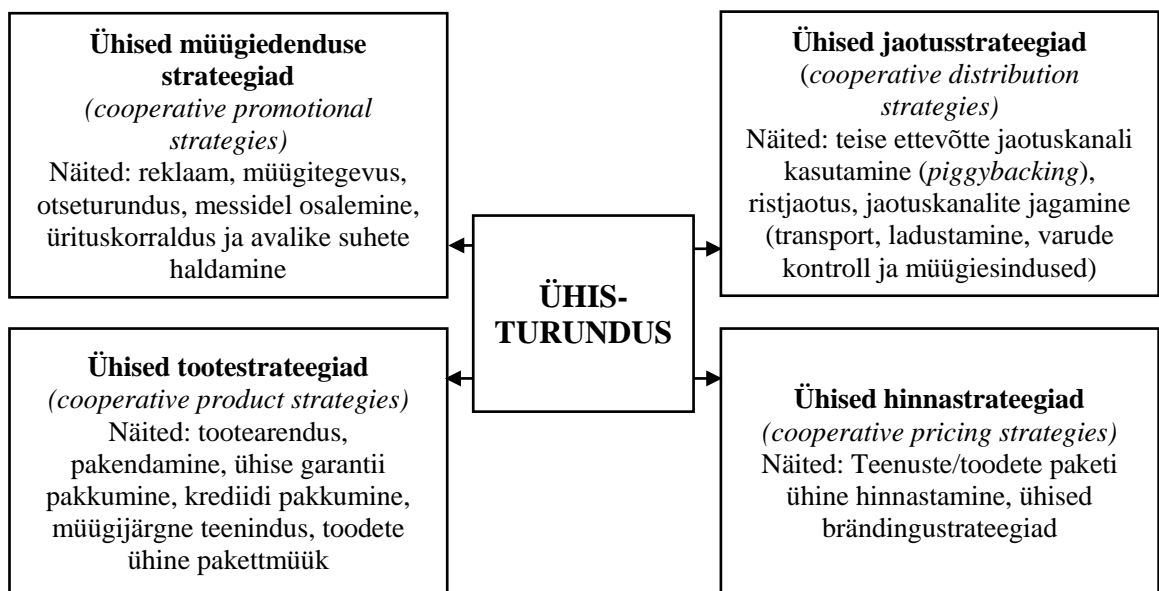 Ühised müügiedenduse
strateegiad
(cooperative promotional
strategies)
Näited: reklaam, müügitegevus,
otseturundus, messidel osalemine,
ürituskorraldus ja avalike suhete
haldamine
Ühised jaotusstrateegiad
(cooperative distribution
strategies)
Näited: teise ettevõtte jaotuskanali
kasutamine (piggybacking),
ristjaotus, jaotuskanalite jagamine
(transport, ladustamine, varude
kontroll ja müügiesindused)
ÜHIS-
TURUNDUS
Ühised tootestrateegiad
(cooperative product strategies)
Näited: tootearendus,
pakendamine, ühise garantii
pakkumine, krediidi pakkumine,
müügijärgne teenindus, toodete
ühine pakettmüük
Ühised hinnastrateegiad
(cooperative pricing strategies)
Näited: Teenuste/toodete paketi
ühine hinnastamine, ühised
brändingustrateegiad